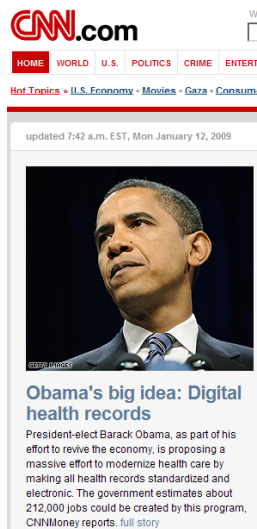 CNN.com
W
HOME WORLD U.S. POLITICS CRIME ENTERT
Hot Topics » U.S. Economy • Movies • Gaza • Consum
updated 7:42 a.m. EST, Mon January 12, 2009
GETTY IMAGES
Obama's big idea: Digital
health records
President-elect Barack Obama, as part of his
effort to revive the economy, is proposing a
massive effort to modernize health care by
making all health records standardized and
electronic. The government estimates about
212,000 jobs could be created by this program,
CNNMoney reports. full story